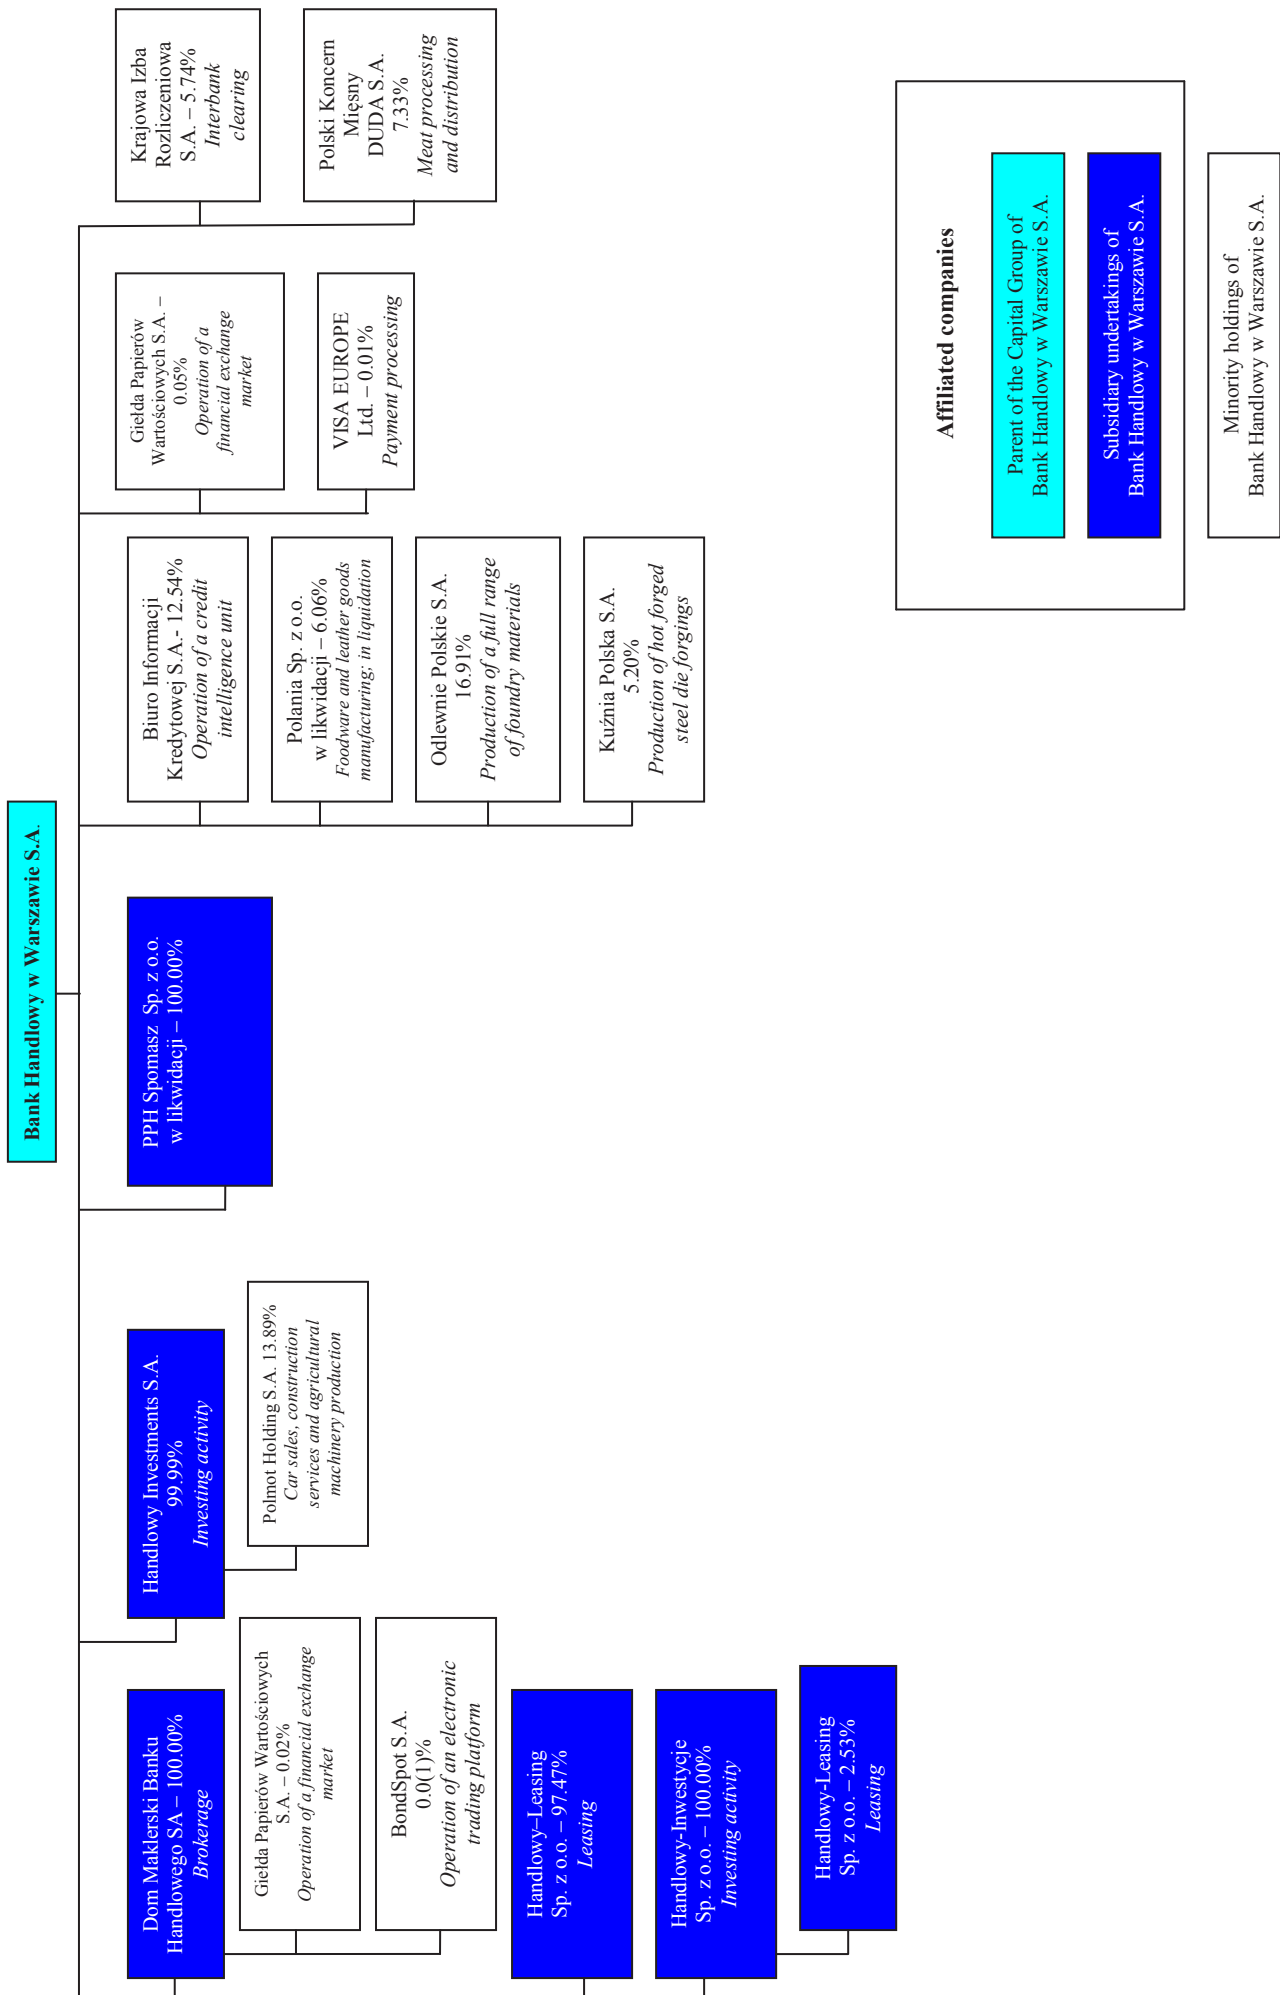 Bank Handlowy w Warszawie S.A.
Dom Maklerski Banku
Handlowego SA – 100.00%
Brokerage
Giełda Papierów Wartościowych
S.A. – 0.02%
Operation of a financial exchange
market
BondSpot S.A.
0.0(1)%
Operation of an electronic
trading platform
Handlowy–Leasing
Sp. z o.o. – 97.47%
Leasing
Handlowy-Inwestycje
Sp. z o.o. – 100.00%
Investing activity
Handlowy-Leasing
Sp. z o.o. – 2.53%
Leasing
Handlowy Investments S.A.
99.99%
Investing activity
Polmot Holding S.A. 13.89%
Car sales, construction
services and agricultural
machinery production
PPH Spomasz Sp. z o.o.
w likwidacji – 100.00%
Biuro Informacji
Kredytowej S.A.- 12.54%
Operation of a credit
intelligence unit
Polania Sp. z o.o.
w likwidacji – 6.06%
Foodware and leather goods
manufacturing; in liquidation
Odlewnie Polskie S.A.
16.91%
Production of a full range
of foundry materials
Kuźnia Polska S.A.
5.20%
Production of hot forged
steel die forgings
Giełda Papierów
Wartościowych S.A. –
0.05%
Operation of a
financial exchange
market
VISA EUROPE
Ltd. – 0.01%
Payment processing
Krajowa Izba
Rozliczeniowa
S.A. – 5.74%
Interbank
clearing
Polski Koncern
Mięsny
DUDA S.A.
7.33%
Meat processing
and distribution
Affiliated companies
Parent of the Capital Group of
Bank Handlowy w Warszawie S.A.
Subsidiary undertakings of
Bank Handlowy w Warszawie S.A.
Minority holdings of
Bank Handlowy w Warszawie S.A.